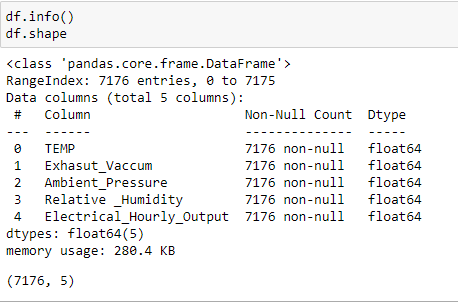 df.info()
df.shape
<class 'pandas.core.frame.DataFrame'>
RangeIndex: 7176 entries, 0 to 7175
Data columns (total 5 columns):
 #   Column                    Non-Null Count  Dtype
---  ------                    --------------  -----
 0   TEMP                      7176 non-null   float64
 1   Exhasut_Vaccum            7176 non-null   float64
 2   Ambient_Pressure          7176 non-null   float64
 3   Relative _Humidity        7176 non-null   float64
 4   Electrical_Hourly_Output  7176 non-null   float64
dtypes: float64(5)
memory usage: 280.4 KB
(7176, 5)